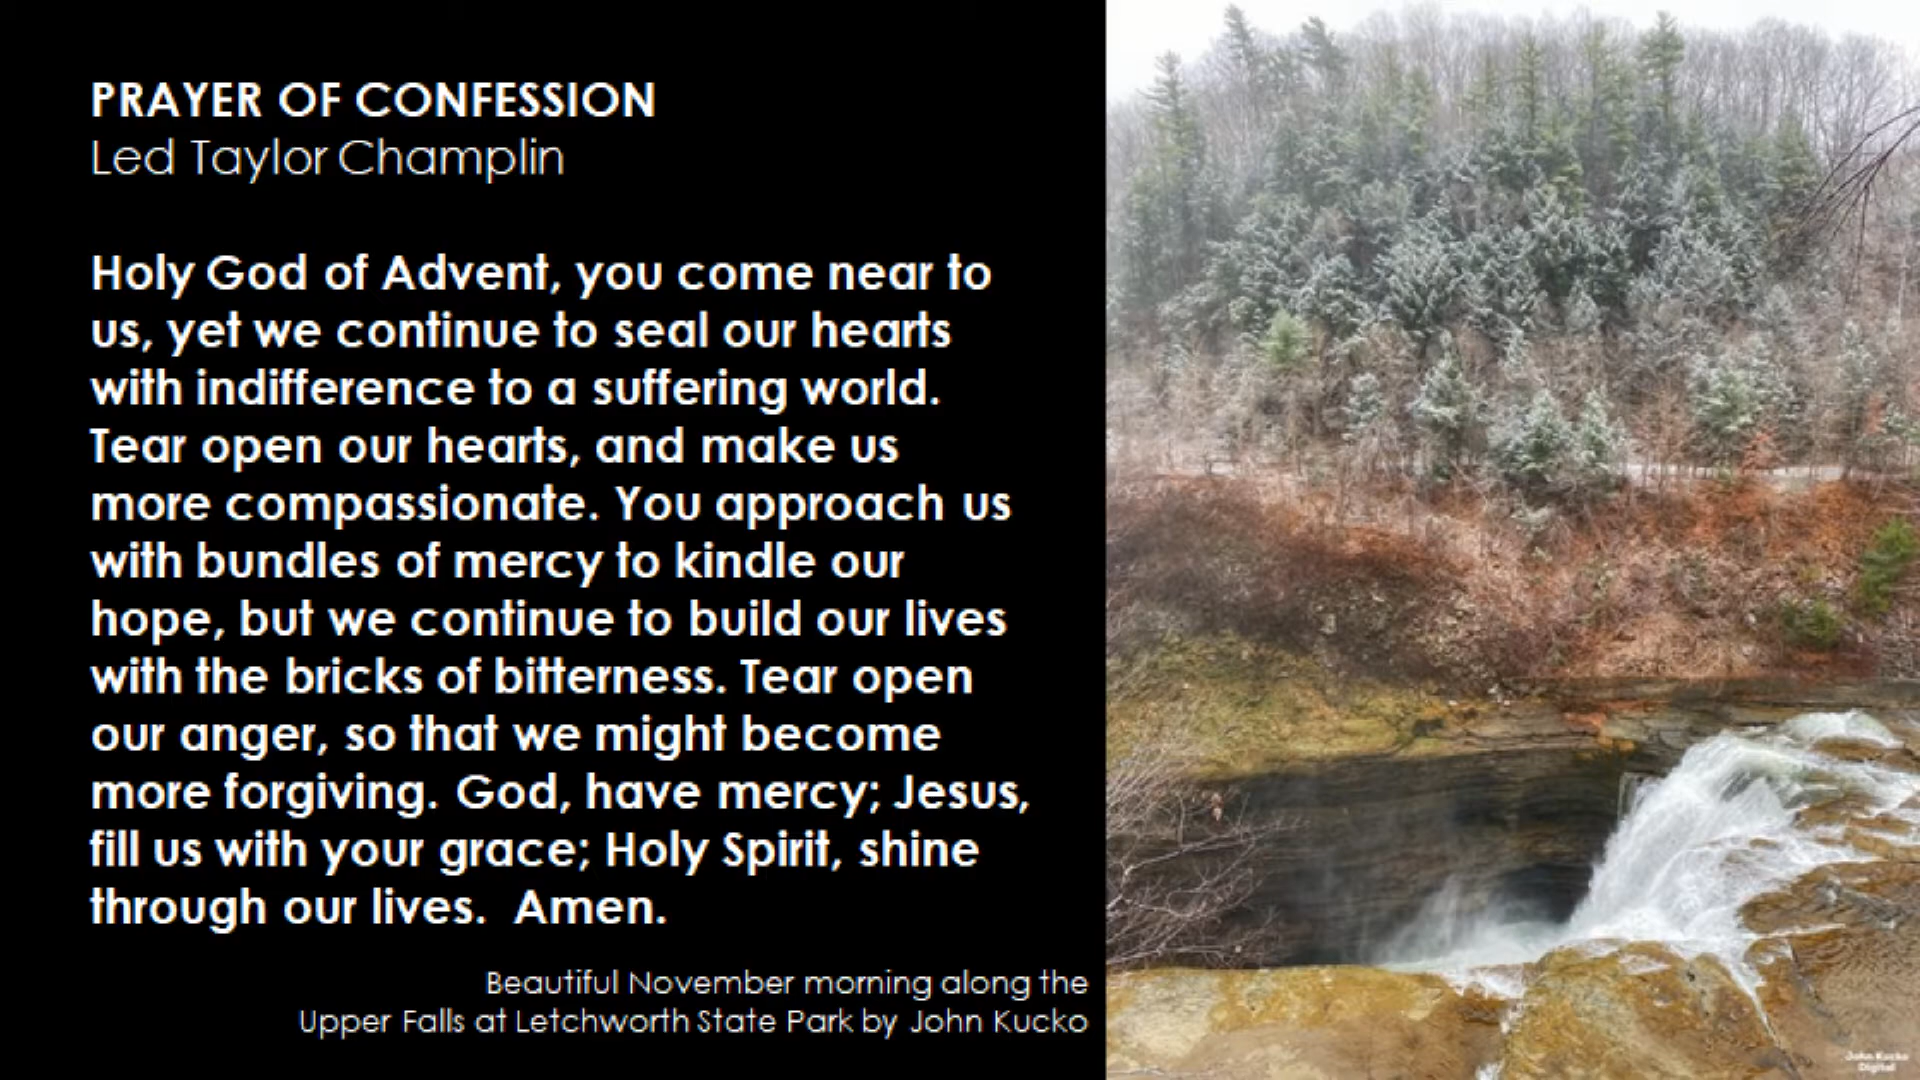 PRAYER OF CONFESSION
Led Taylor Champlin
Holy God of Advent, you come near to
us, yet we continue to seal our hearts
with indifference to a suffering world.
Tear open our hearts, and make us
more compassionate. You approach us
with bundles of mercy to kindle our
hope, but we continue to build our lives
with the bricks of bitterness. Tear open
our anger, so that we might become
more forgiving. God, have mercy; Jesus,
fill us with your grace; Holy Spirit, shine
through our lives.  Amen.
Beautiful November morning along the
Upper Falls at Letchworth State Park by John Kucko
John Kucko
Digital